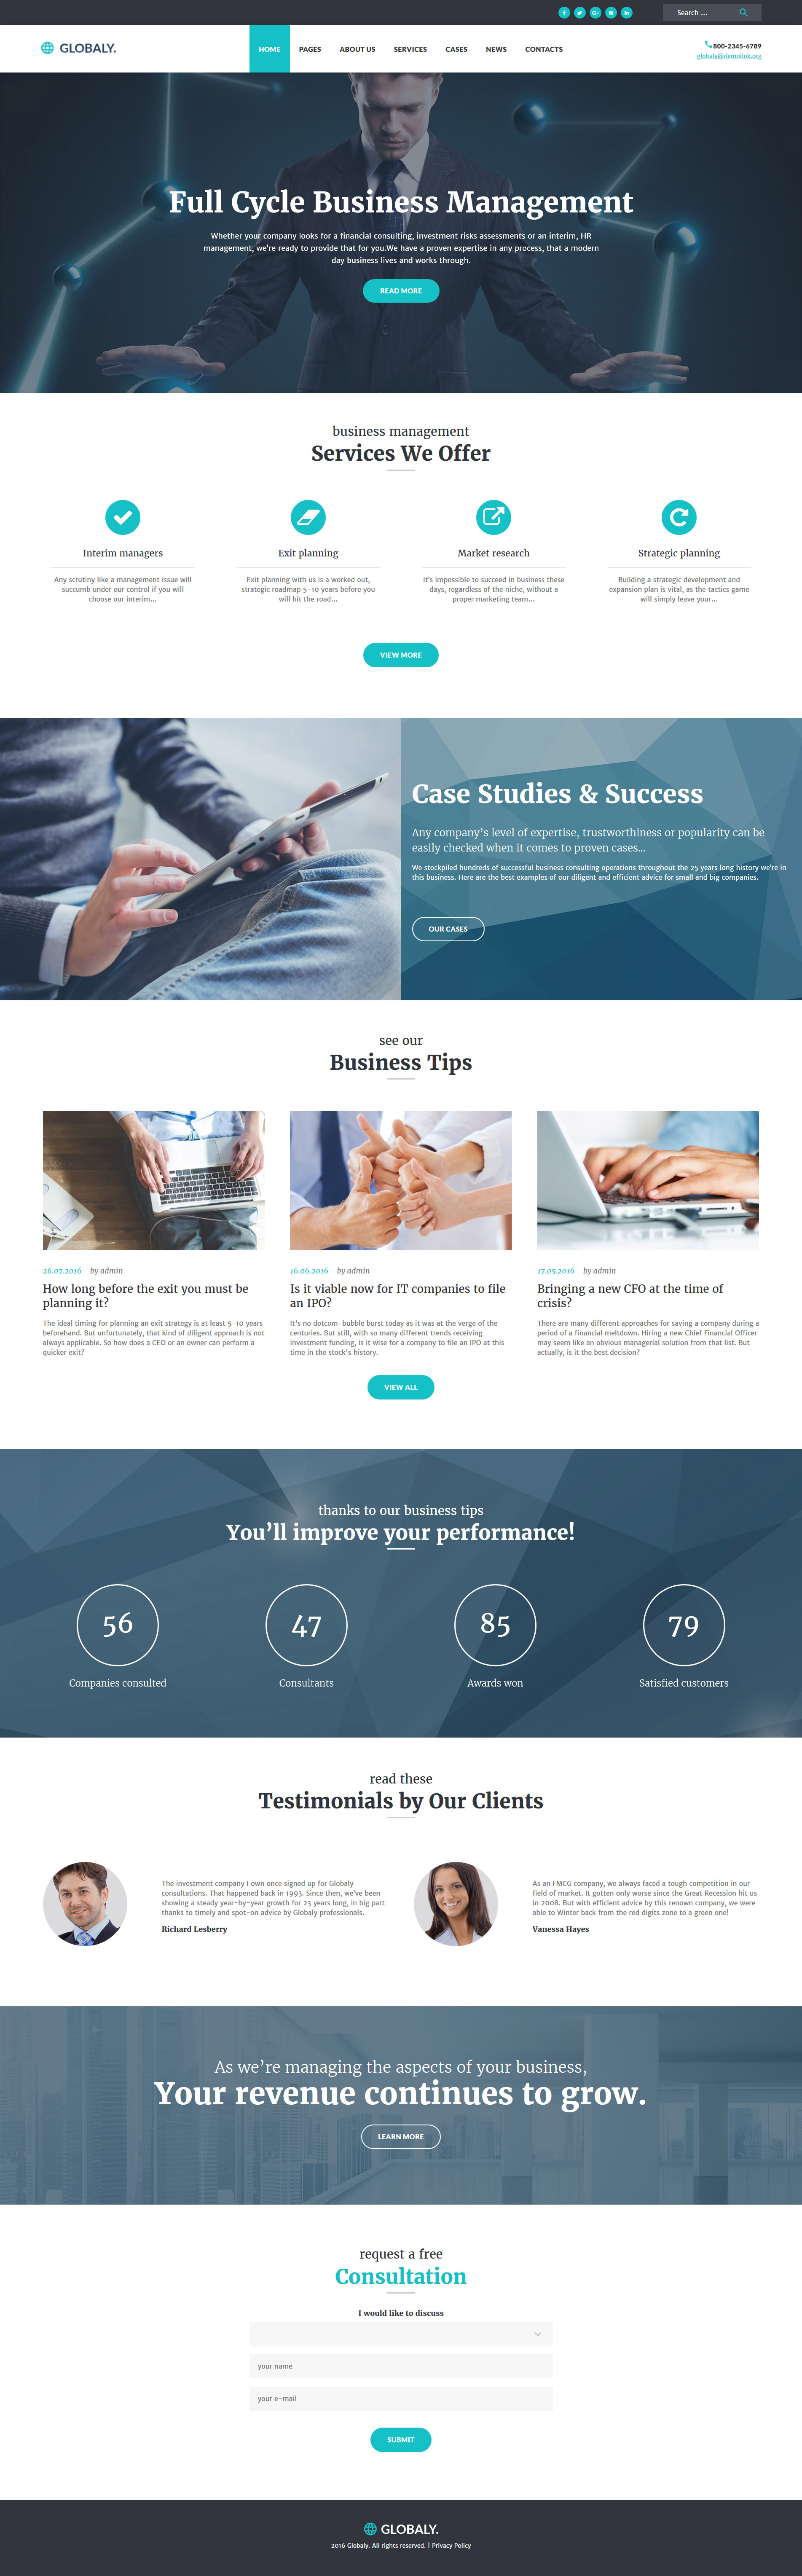 Search ...
GLOBALY.
HOME PAGES ABOUT US SERVICES CASES NEWS CONTACTS
800-2345-6789
globaly@demolink.org
Full Cycle Business Management
Whether your company looks for a financial consulting, investment risks assessments or an interim, HR
management, we're ready to provide that for you.We have a proven expertise in any process, that a modern
day business lives and works through.
READ MORE
business management
Services We Offer
Interim managers
Any scrutiny like a management issue will
succumb under our control if you will
choose our interim...
Exit planning
Exit planning with us is a worked out,
strategic roadmap 5-10 years before you
will hit the road...
Market research
It's impossible to succeed in business these
days, regardless of the niche, without a
proper marketing team...
Strategic planning
Building a strategic development and
expansion plan is vital, as the tactics game
will simply leave your...
VIEW MORE
Case Studies & Success
Any company's level of expertise, trustworthiness or popularity can be
easily checked when it comes to proven cases...
We stockpiled hundreds of successful business consulting operations throughout the 25 years long history we're in
this business. Here are the best examples of our diligent and efficient advice for small and big companies.
OUR CASES
see our
Business Tips
26.07.2016 by admin
How long before the exit you must be
planning it?
The ideal timing for planning an exit strategy is at least 5-10 years
beforehand. But unfortunately, that kind of diligent approach is not
always applicable. So how does a CEO or an owner can perform a
quicker exit?
16.06.2016 by admin
Is it viable now for IT companies to file
an IPO?
It's no dotcom-bubble burst today as it was at the verge of the
centuries. But still, with so many different trends receiving
investment funding, is it wise for a company to file an IPO at this
time in the stock's history.
17.05.2016 by admin
Bringing a new CFO at the time of
crisis?
There are many different approaches for saving a company during a
period of a financial meltdown. Hiring a new Chief Financial Officer
may seem like an obvious managerial solution from that list. But
actually, is it the best decision?
VIEW ALL
thanks to our business tips
You'll improve your performance!
56
Companies consulted
47
Consultants
85
Awards won
79
Satisfied customers
read these
Testimonials by Our Clients
The investment company I own once signed up for Globaly
consultations. That happened back in 1993. Since then, we've been
showing a steady year-by-year growth for 23 years long, in big part
thanks to timely and spot-on advice by Globaly professionals.
Richard Lesberry
As an FMCG company, we always faced a tough competition in our
field of market. It gotten only worse since the Great Recession hit us
in 2008. But with efficient advice by this renown company, we were
able to Winter back from the red digits zone to a green one!
Vanessa Hayes
As we're managing the aspects of your business,
Your revenue continues to grow.
LEARN MORE
request a free
Consultation
I would like to discuss
your name
your e-mail
SUBMIT
GLOBALY.
2016 Globaly. All rights reserved. | Privacy Policy